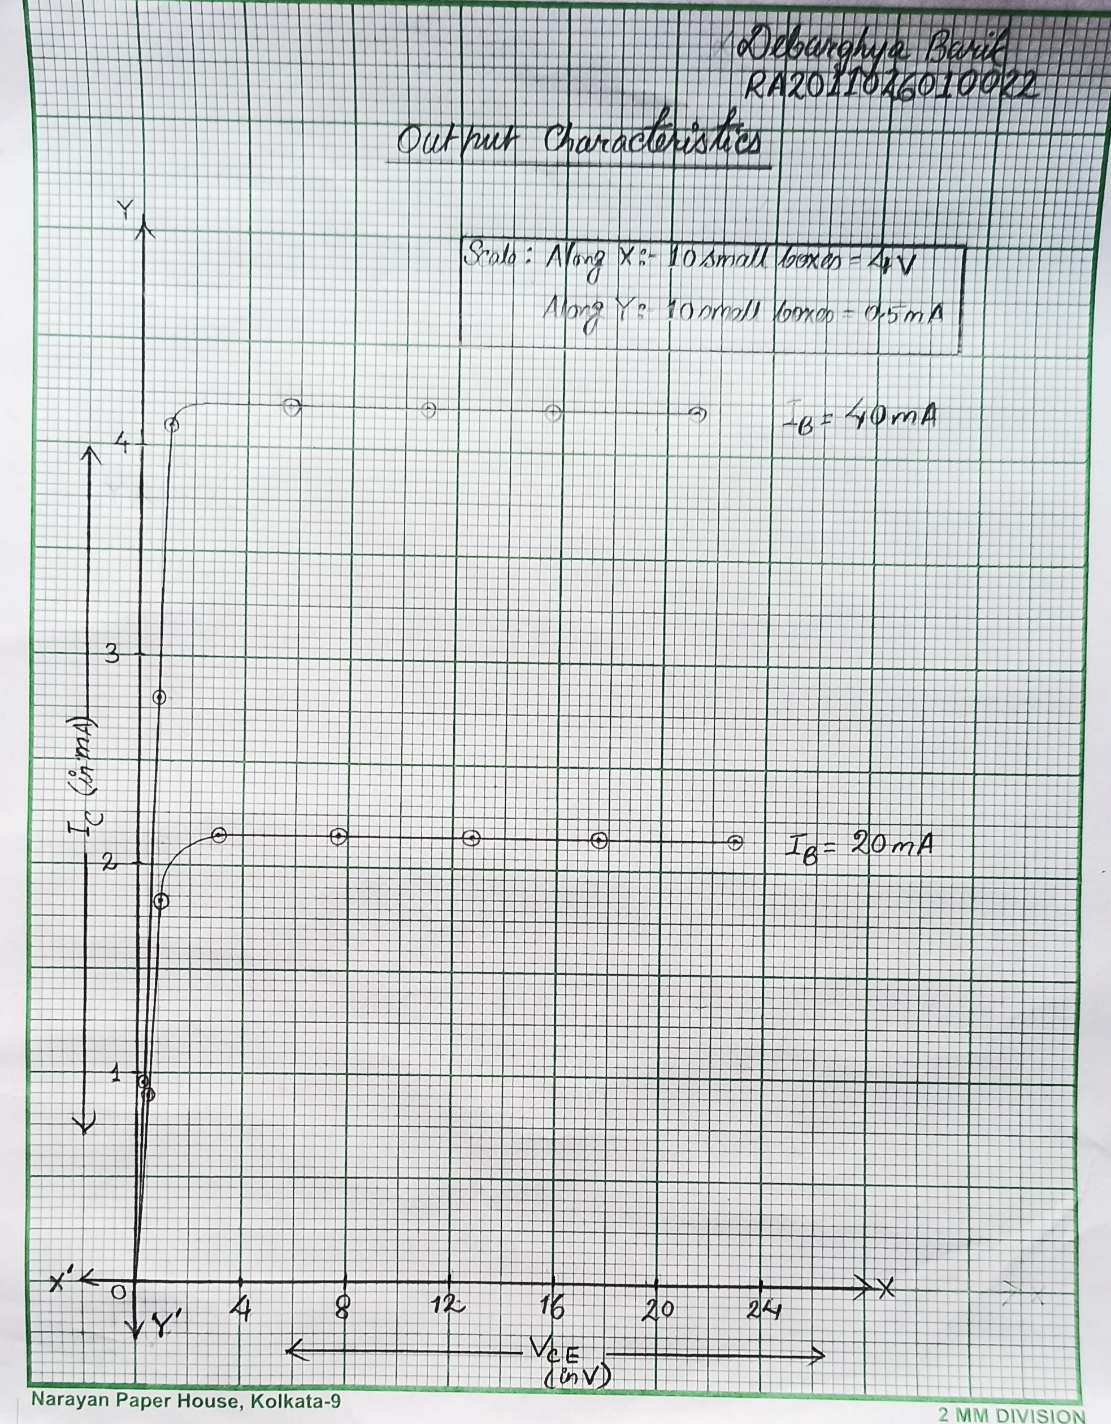 Debarghya Barik
RA2011026010022
Output Characteristics
Y
Scale: Along X:- 10 small boxes = 4V
Along Y: 10 small boxes = 0.5mA
I_B = 40mA
4
3
I_C (in mA)
I_B = 20mA
2
1
X' O X
4 8 12 16 20 24
Y'
V_CE
(in V)
Narayan Paper House, Kolkata-9
2 MM DIVISION